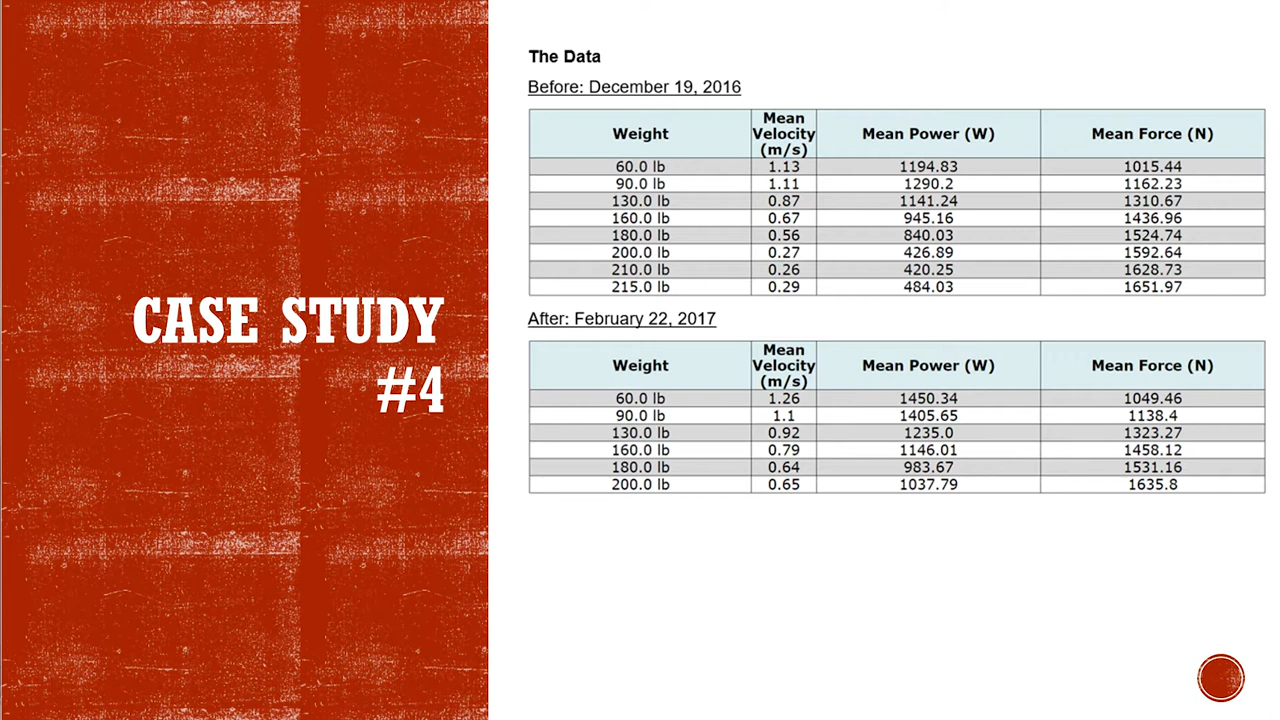 CASE STUDY
#4
The Data
Before: December 19, 2016
Weight Mean Velocity (m/s) Mean Power (W) Mean Force (N)
60.0 lb 1.13 1194.83 1015.44
90.0 lb 1.11 1290.2 1162.23
130.0 lb 0.87 1141.24 1310.67
160.0 lb 0.67 945.16 1436.96
180.0 lb 0.56 840.03 1524.74
200.0 lb 0.27 426.89 1592.64
210.0 lb 0.26 420.25 1628.73
215.0 lb 0.29 484.03 1651.97
After: February 22, 2017
Weight Mean Velocity (m/s) Mean Power (W) Mean Force (N)
60.0 lb 1.26 1450.34 1049.46
90.0 lb 1.1 1405.65 1138.4
130.0 lb 0.92 1235.0 1323.27
160.0 lb 0.79 1146.01 1458.12
180.0 lb 0.64 983.67 1531.16
200.0 lb 0.65 1037.79 1635.8